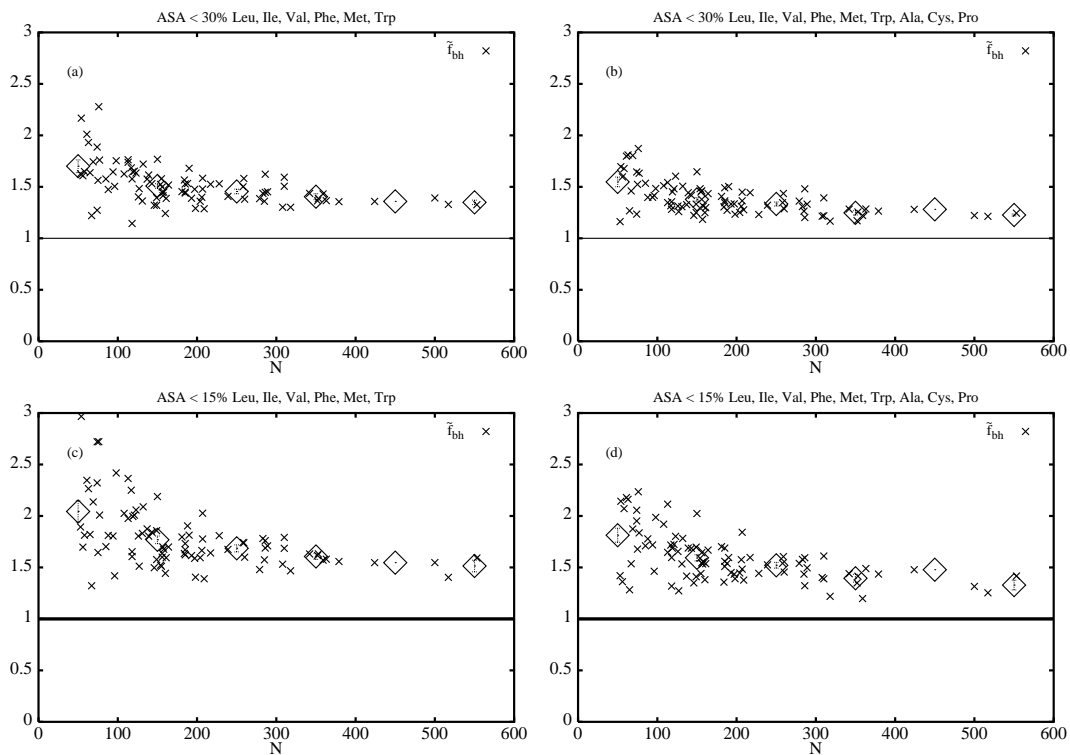 ASA < 30% Leu, Ile, Val, Phe, Met, Trp
3
2.5
2
1.5
1
0.5
0
0 100 200 300 400 500 600
N
(a)
f̃bh
ASA < 30% Leu, Ile, Val, Phe, Met, Trp, Ala, Cys, Pro
3
2.5
2
1.5
1
0.5
0
0 100 200 300 400 500 600
N
(b)
f̃bh
ASA < 15% Leu, Ile, Val, Phe, Met, Trp
3
2.5
2
1.5
1
0.5
0
0 100 200 300 400 500 600
N
(c)
f̃bh
ASA < 15% Leu, Ile, Val, Phe, Met, Trp, Ala, Cys, Pro
3
2.5
2
1.5
1
0.5
0
0 100 200 300 400 500 600
N
(d)
f̃bh